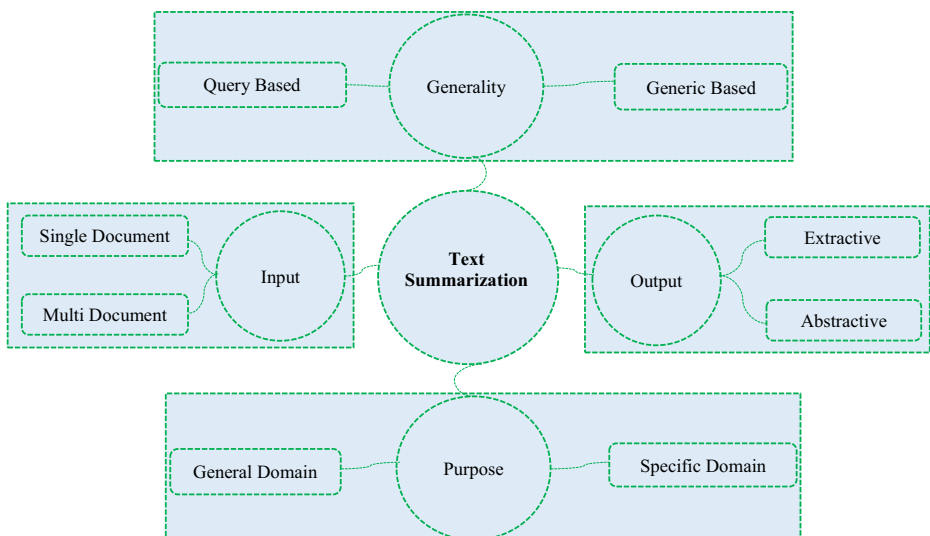 Query Based
Generality
Generic Based
Single Document
Multi Document
Input
Text
Summarization
Output
Extractive
Abstractive
General Domain
Purpose
Specific Domain